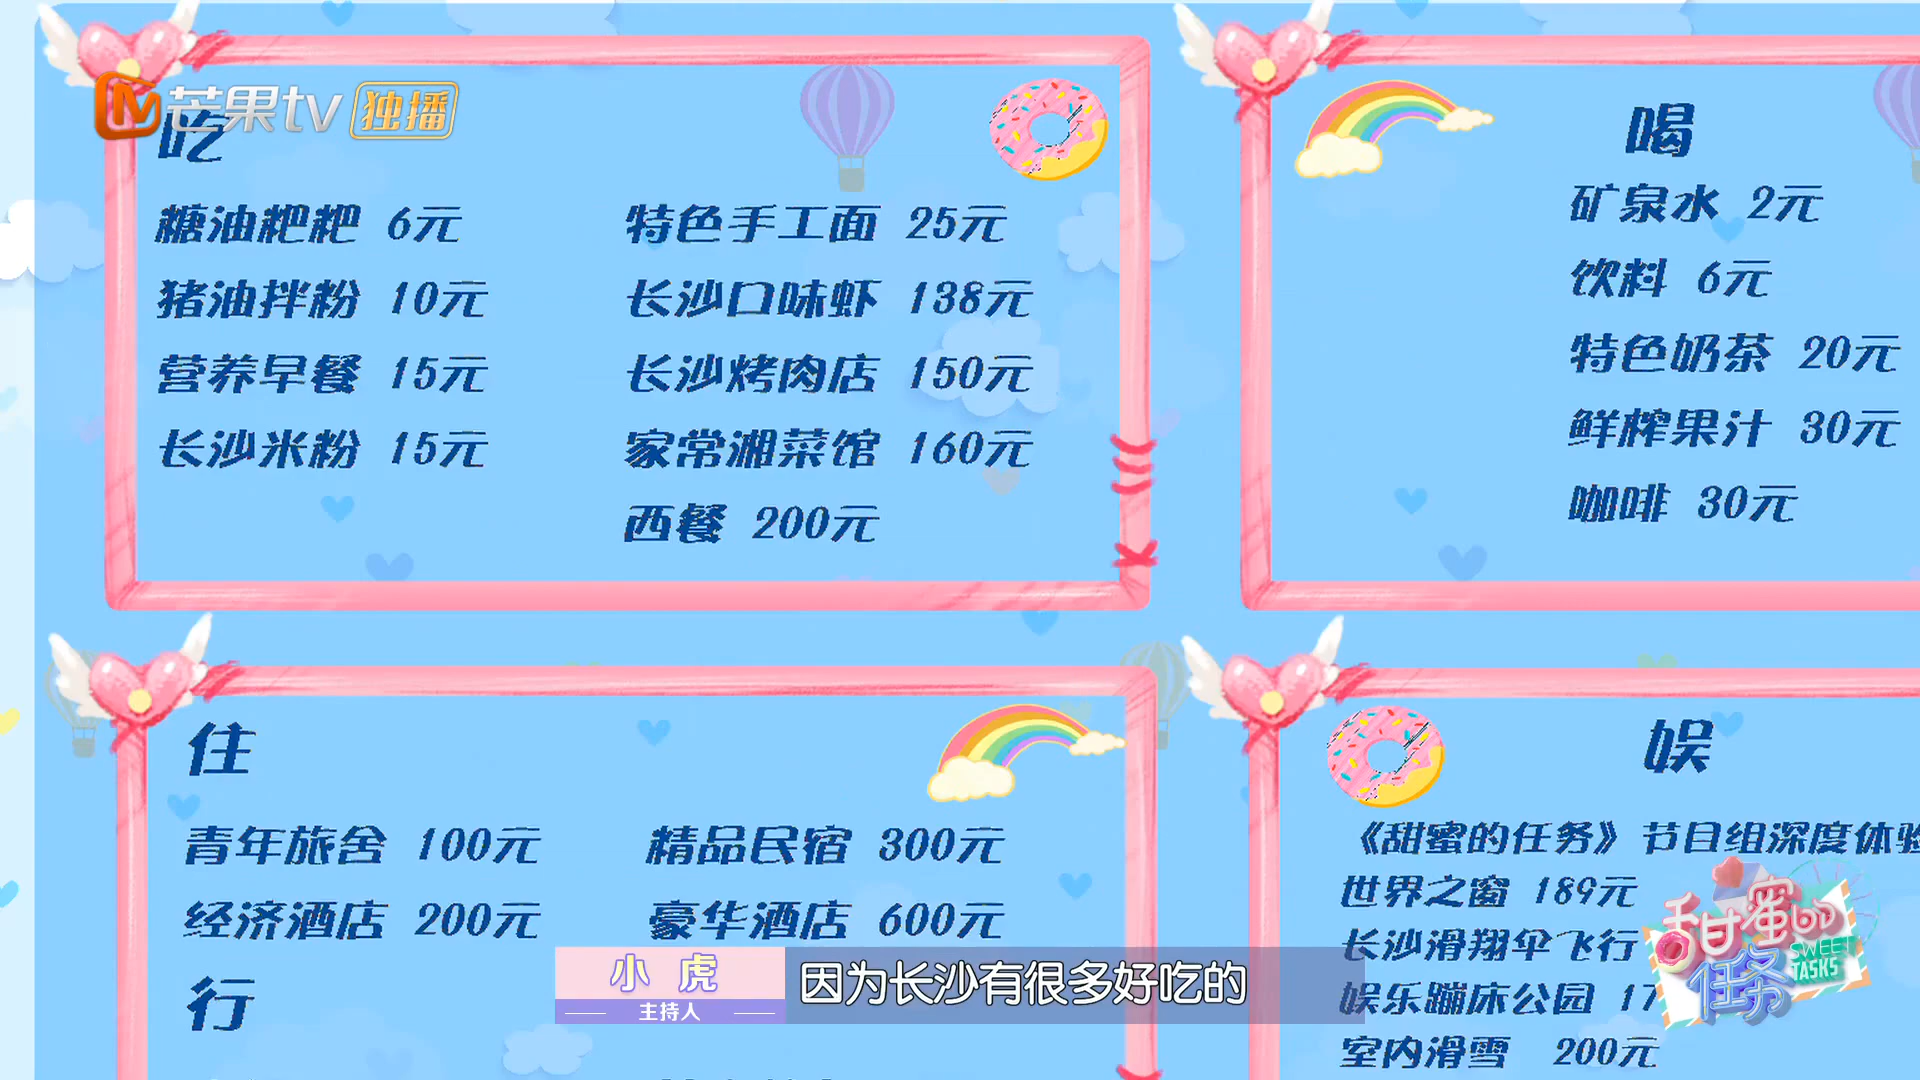 芒果tv 独播
吃
糖油粑粑 6元
猪油拌粉 10元
营养早餐 15元
长沙米粉 15元
特色手工面 25元
长沙口味虾 138元
长沙烤肉店 150元
家常湘菜馆 160元
西餐 200元
喝
矿泉水 2元
饮料 6元
特色奶茶 20元
鲜榨果汁 30元
咖啡 30元
住
青年旅舍 100元
经济酒店 200元
精品民宿 300元
豪华酒店 600元
行
娱
《甜蜜的任务》节目组深度体验
世界之窗 189元
长沙滑翔伞飞行
娱乐蹦床公园 17
室内滑雪 200元
甜蜜的
任务
SWEET
TASKS
小虎
主持人
因为长沙有很多好吃的